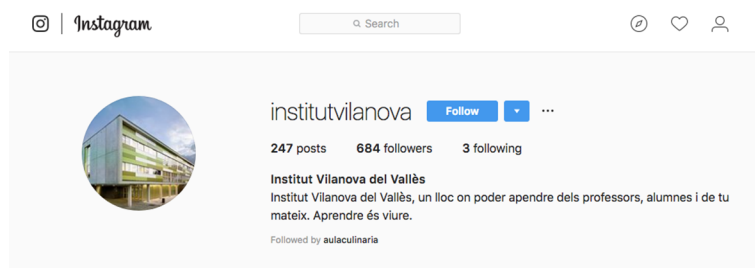 Instagram
Search
institutvilanova Follow
247 posts 684 followers 3 following
Institut Vilanova del Vallès
Institut Vilanova del Vallès, un lloc on poder apendre dels professors, alumnes i de tu
mateix. Aprendre és viure.
Followed by aulaculinaria